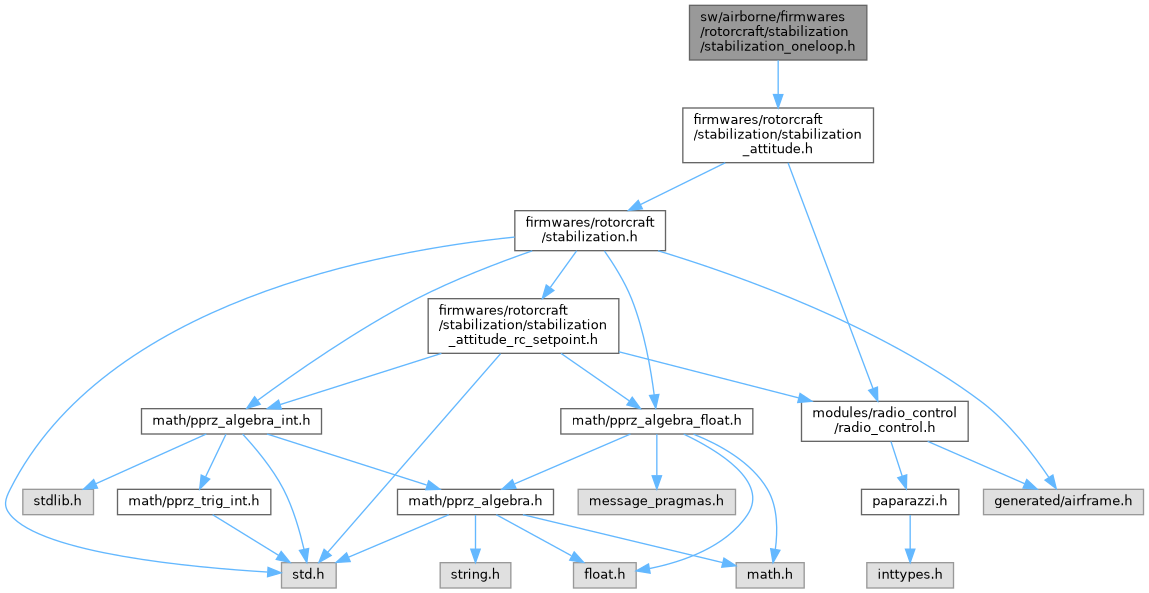 sw/airborne/firmwares
/rotorcraft/stabilization
/stabilization_oneloop.h
firmwares/rotorcraft
/stabilization/stabilization
_attitude.h
firmwares/rotorcraft
/stabilization.h
firmwares/rotorcraft
/stabilization/stabilization
_attitude_rc_setpoint.h
math/pprz_algebra_int.h
math/pprz_algebra_float.h
modules/radio_control
/radio_control.h
stdlib.h
math/pprz_trig_int.h
math/pprz_algebra.h
message_pragmas.h
paparazzi.h
generated/airframe.h
std.h
string.h
float.h
math.h
inttypes.h